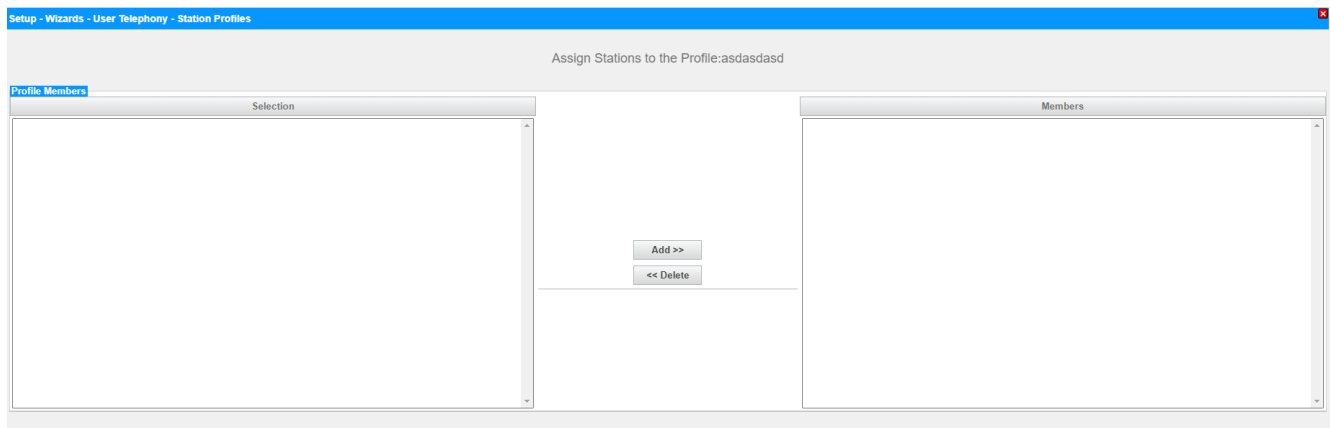 Setup - Wizards - User Telephony - Station Profiles
Assign Stations to the Profile:asdasdasd
Profile Members
Selection
Members
Add >>
<< Delete